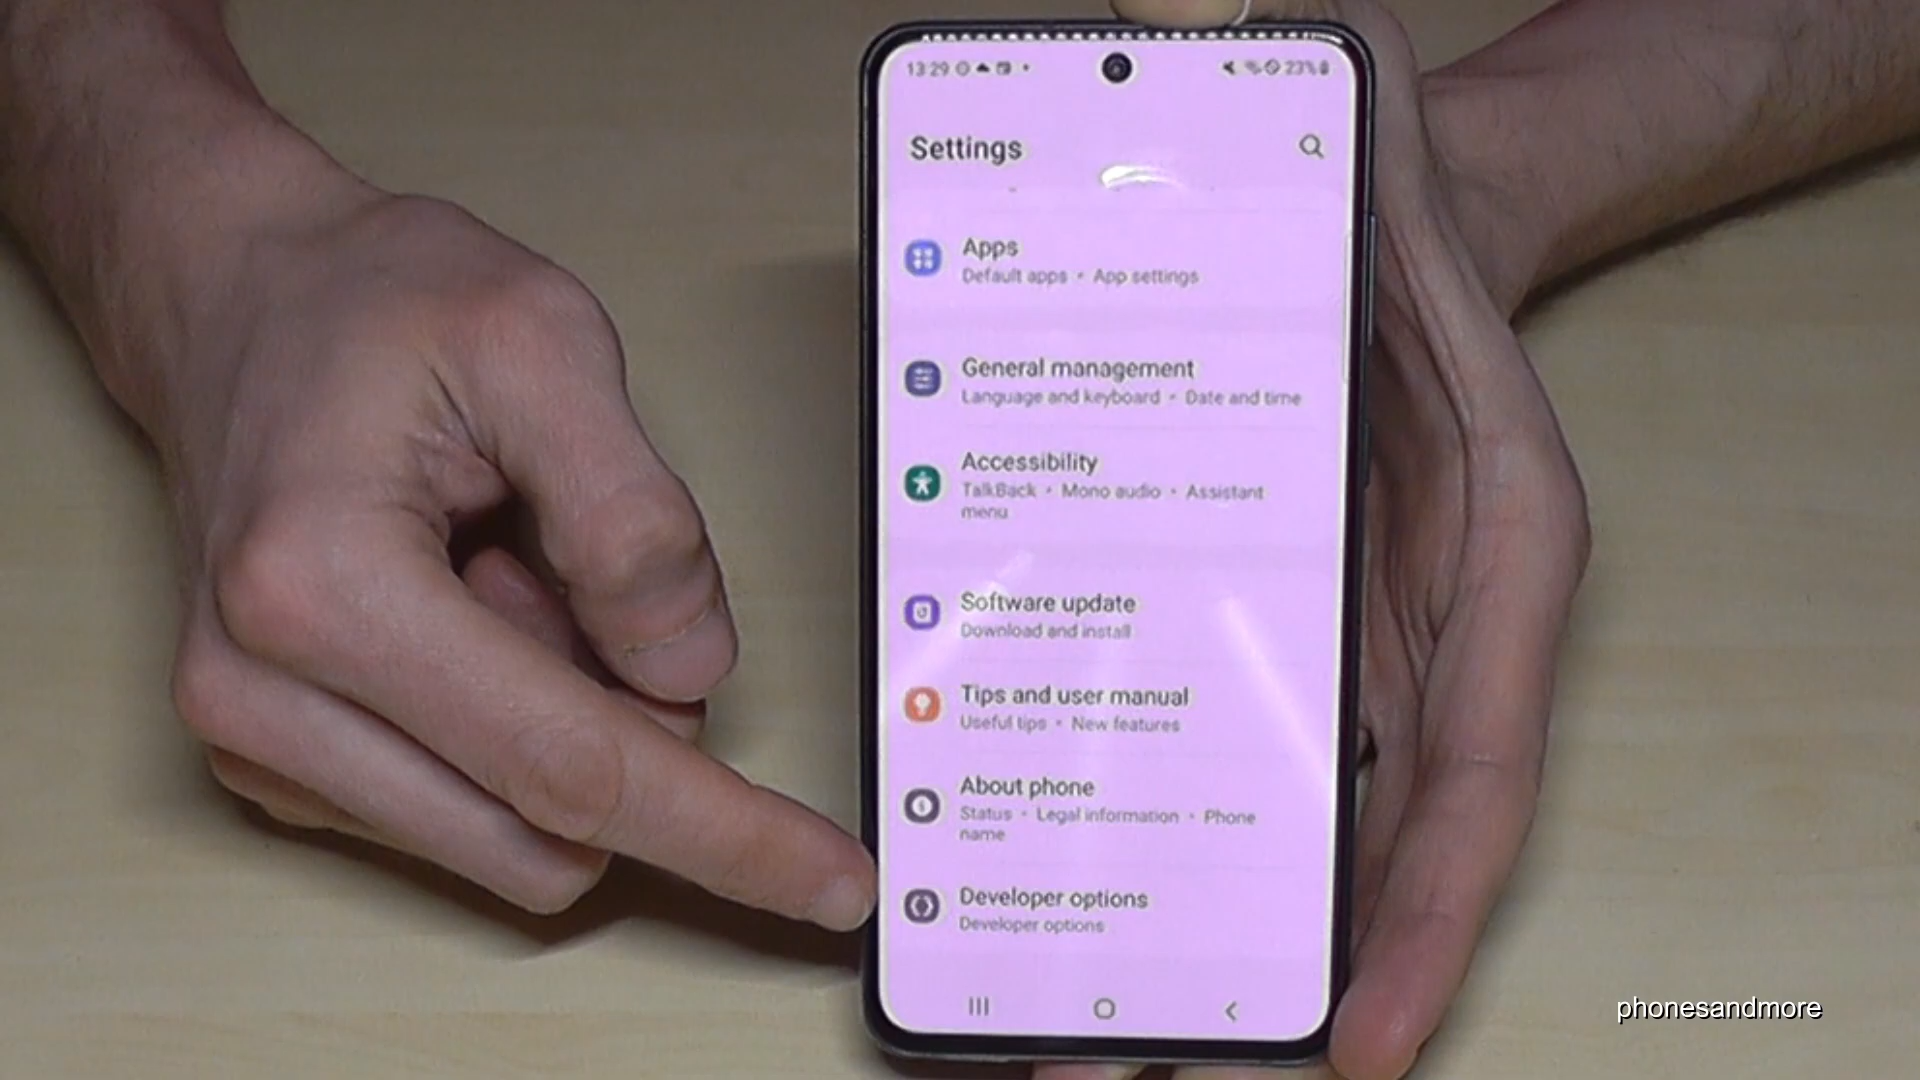 13:29
23%
Settings
Apps
Default apps • App settings
General management
Language and keyboard • Date and time
Accessibility
TalkBack • Mono audio • Assistant
menu
Software update
Download and install
Tips and user manual
Useful tips • New features
About phone
Status • Legal information • Phone
name
Developer options
Developer options
phonesandmore